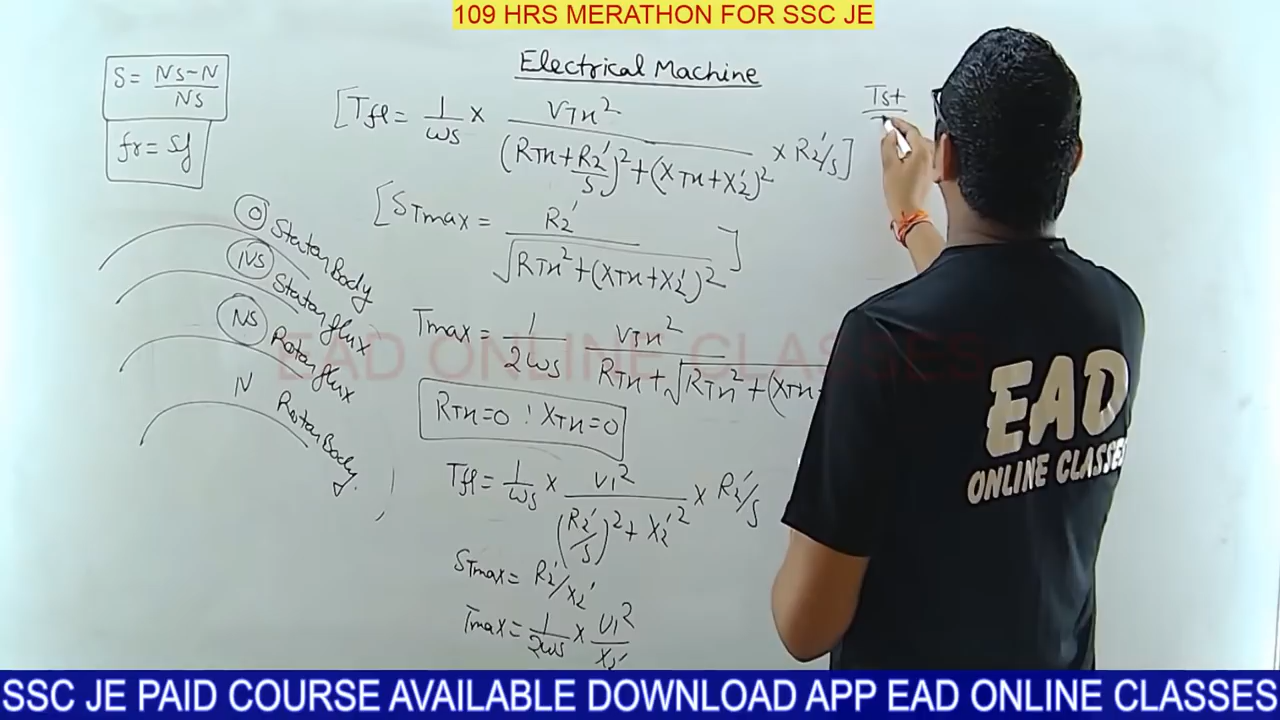 109 HRS MERATHON FOR SSC JE
Electrical Machine
S = Ns-N/Ns
fr = sf
[Tfl = 1/ωs × VTh²/((RTh+R2'/s)²+(XTh+X2')²) × R2'/s]
Tst
[STmax = R2'/√(RTh²+(XTh+X2')²)]
0 Stator Body
NS Stator flux
NS Rotor flux
N Rotor Body
Tmax = 1/2ωs VTh²/(RTh+√(RTh²+(XTh+
RTh=0 ! XTh=0
Tfl = 1/ωs × V1²/((R2'/s)²+X2'²) × R2'/s
STmax = R2'/X2'
Tmax = 1/2ωs × V1²/X2'
EAD ONLINE CLASSES
EAD
ONLINE CLASSES
SSC JE PAID COURSE AVAILABLE DOWNLOAD APP EAD ONLINE CLASSES